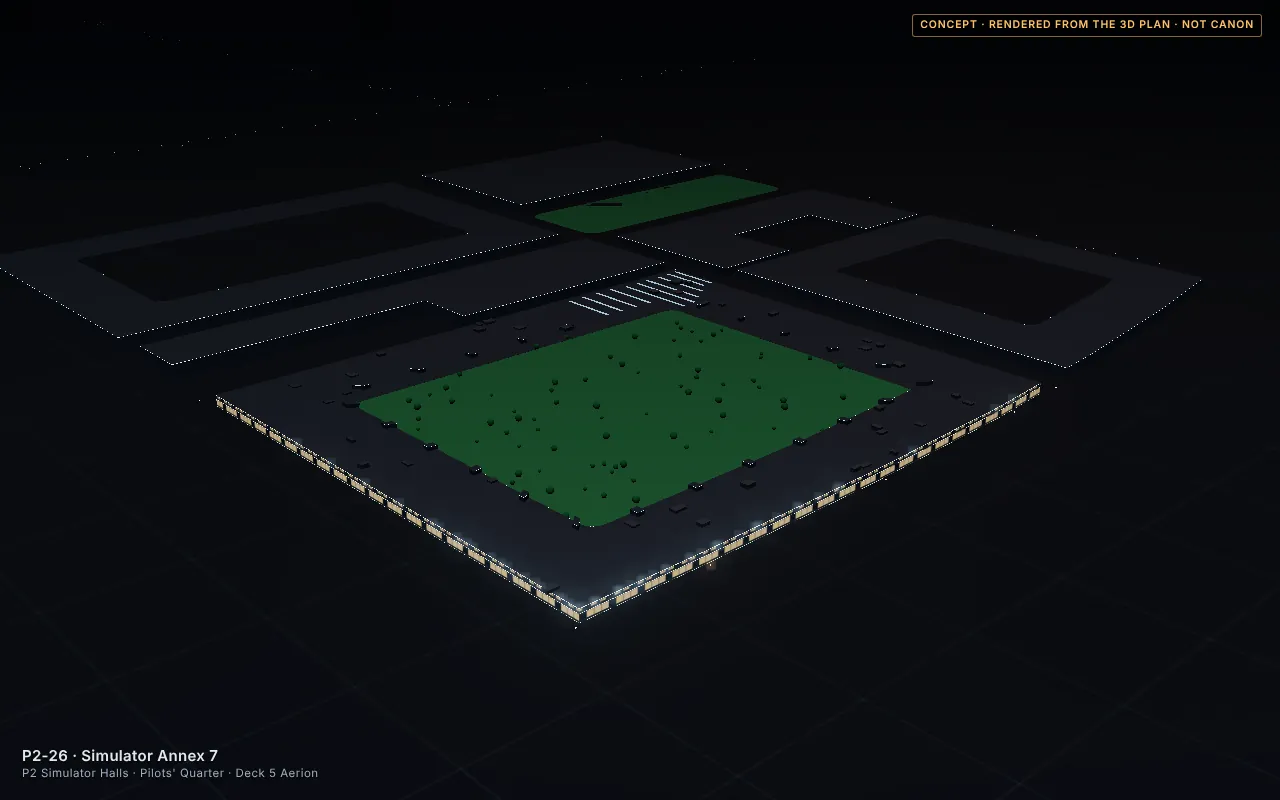 CONCEPT · RENDERED FROM THE 3D PLAN · NOT CANON
P2-26 · Simulator Annex 7
P2 Simulator Halls · Pilots' Quarter · Deck 5 Aerion